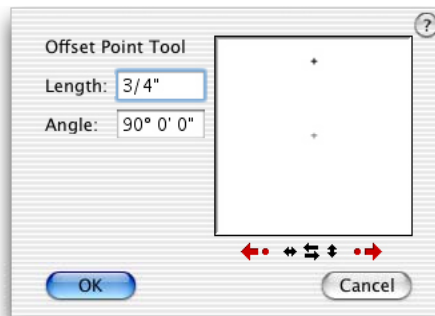 ?
Offset Point Tool
Length: 3/4"
Angle: 90° 0' 0"
OK
Cancel